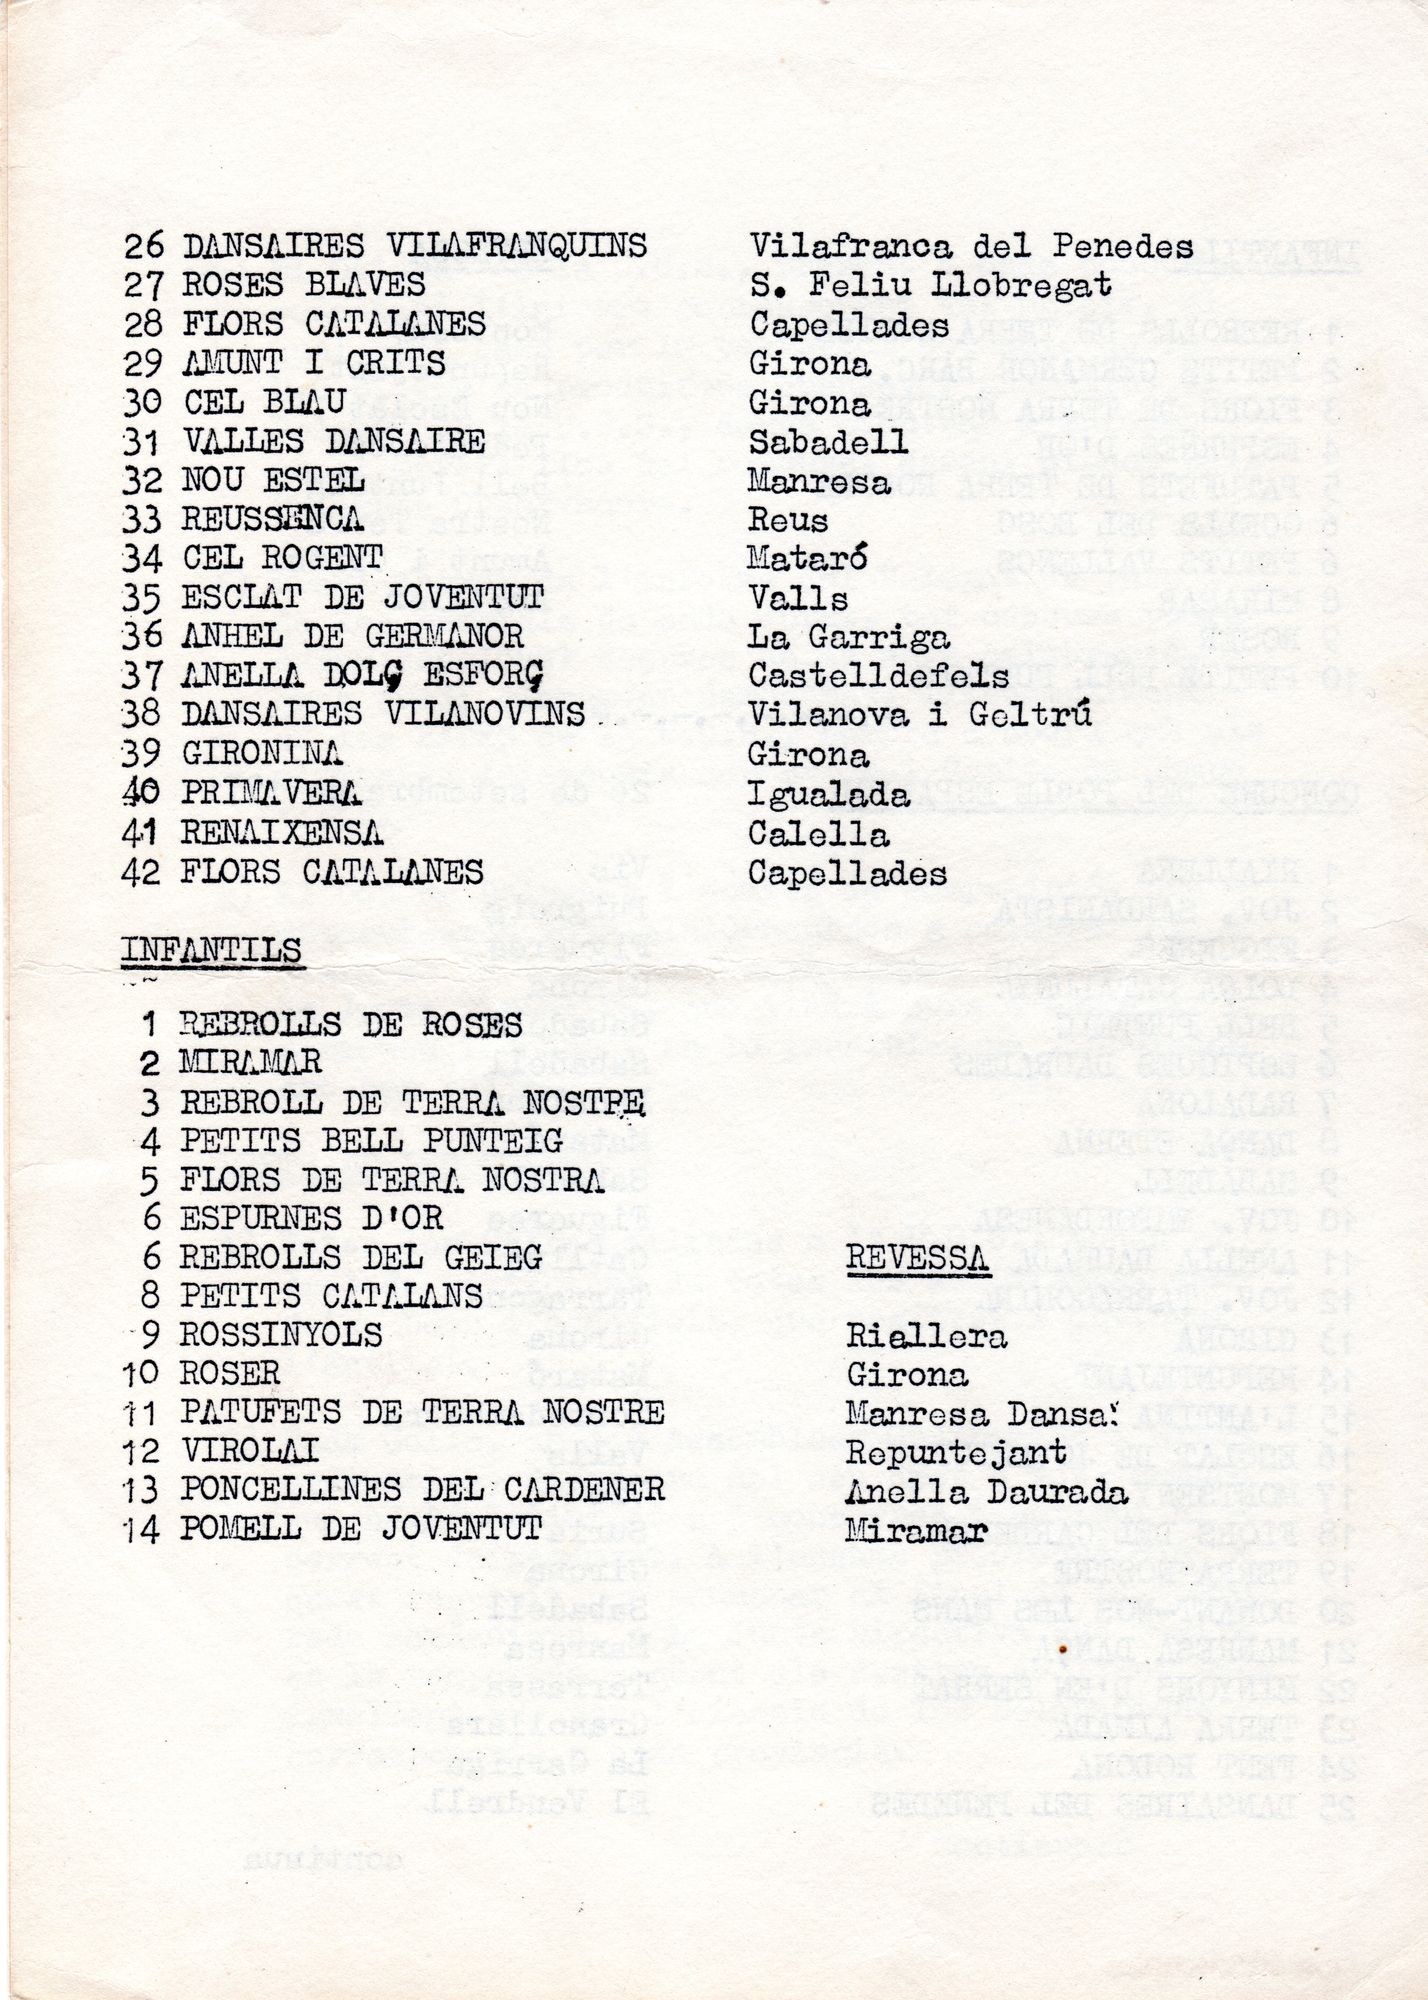 26 DANSAIRES VILAFRANQUINS Vilafranca del Penedes
27 ROSES BLAVES S. Feliu Llobregat
28 FLORS CATALANES Capellades
29 AMUNT I CRITS Girona
30 CEL BLAU Girona
31 VALLES DANSAIRE Sabadell
32 NOU ESTEL Manresa
33 REUSSENCA Reus
34 CEL ROGENT Mataró
35 ESCLAT DE JOVENTUT Valls
36 ANHEL DE GERMANOR La Garriga
37 ANELLA DOLÇ ESFORÇ Castelldefels
38 DANSAIRES VILANOVINS Vilanova i Geltrú
39 GIRONINA Girona
40 PRIMAVERA Igualada
41 RENAIXENSA Calella
42 FLORS CATALANES Capellades
INFANTILS
1 REBROLLS DE ROSES
2 MIRAMAR
3 REBROLL DE TERRA NOSTRE
4 PETITS BELL PUNTEIG
5 FLORS DE TERRA NOSTRA
6 ESPURNES D'OR
6 REBROLLS DEL GEIEG REVESSA
8 PETITS CATALANS
9 ROSSINYOLS Riellera
10 ROSER Girona
11 PATUFETS DE TERRA NOSTRE Manresa Dansa
12 VIROLAI Repuntejant
13 PONCELLINES DEL CARDENER Anella Daurada
14 POMELL DE JOVENTUT Miramar